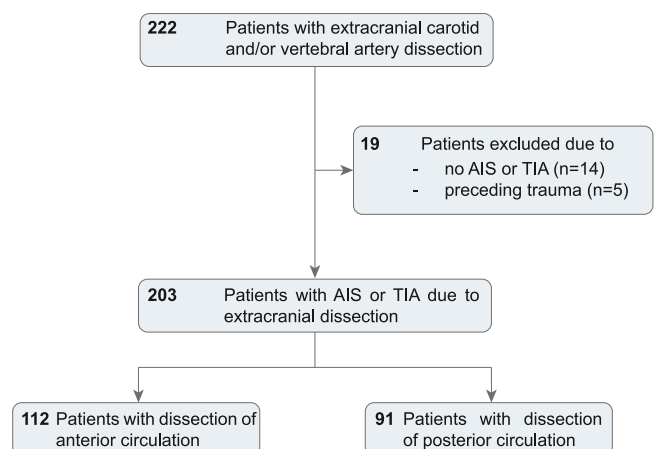 222 Patients with extracranial carotid
and/or vertebral artery dissection
19 Patients excluded due to
- no AIS or TIA (n=14)
- preceding trauma (n=5)
203 Patients with AIS or TIA due to
extracranial dissection
112 Patients with dissection of
anterior circulation
91 Patients with dissection
of posterior circulation